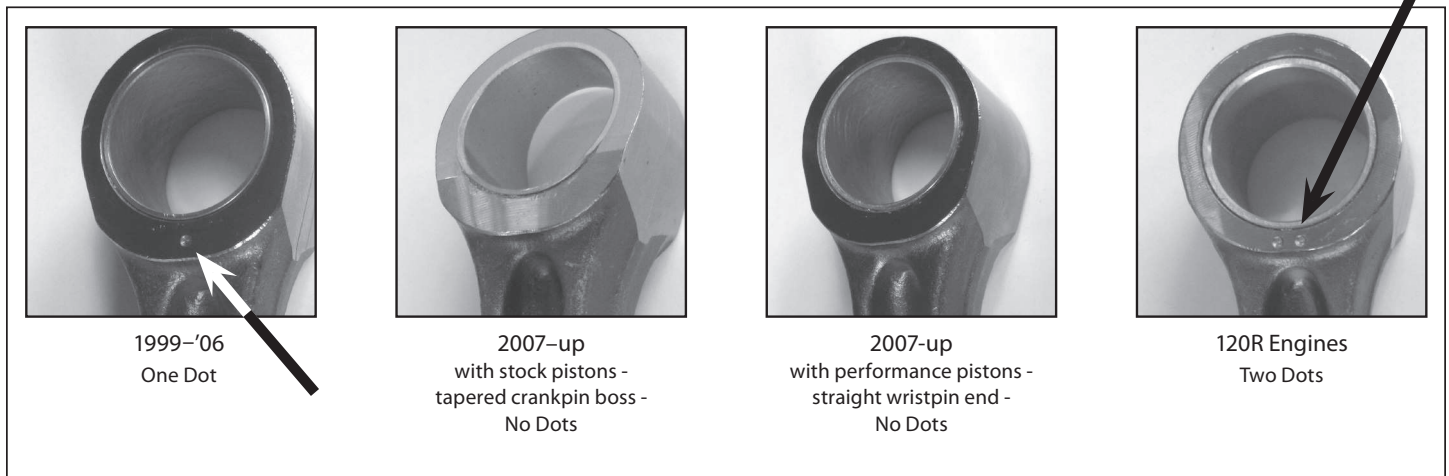 1999–’06
One Dot
2007–up
with stock pistons -
tapered crankpin boss -
No Dots
2007-up
with performance pistons -
straight wristpin end -
No Dots
120R Engines
Two Dots